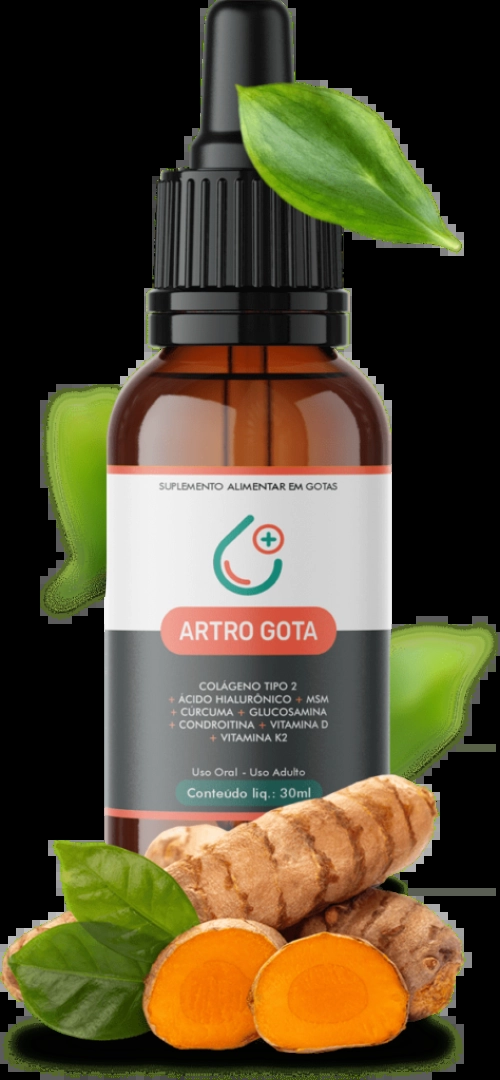 SUPLEMENTO ALIMENTAR EM GOTAS
ARTRO GOTA
COLÁGENO TIPO 2
+ ÁCIDO HIALURÔNICO + MSM
+ CÚRCUMA + GLUCOSAMINA
+ CONDROITINA + VITAMINA D
+ VITAMINA K2
Uso Oral - Uso Adulto
Conteúdo liq.: 30ml